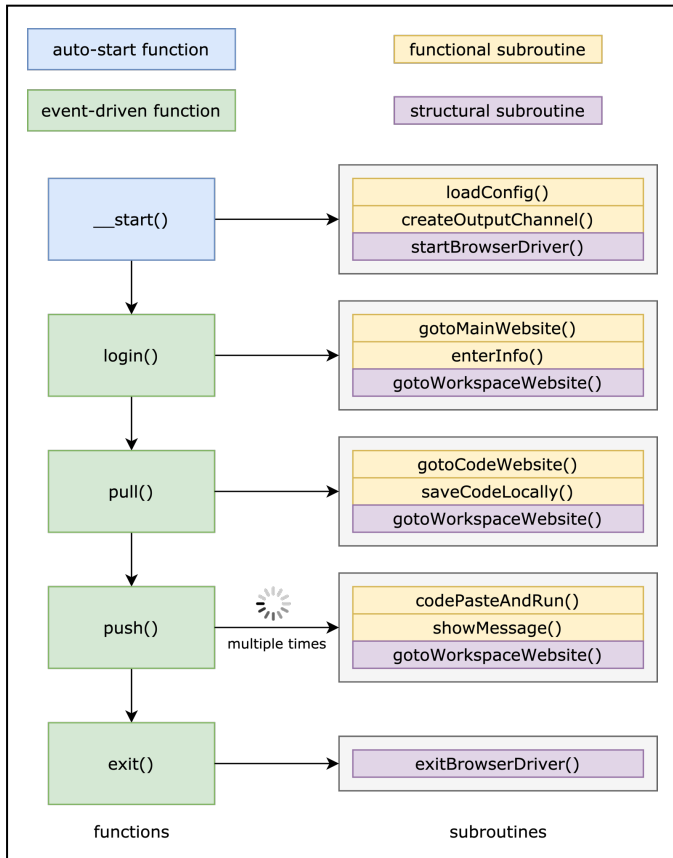 auto-start function
functional subroutine
event-driven function
structural subroutine
__start()
loadConfig()
createOutputChannel()
startBrowserDriver()
login()
gotoMainWebsite()
enterInfo()
gotoWorkspaceWebsite()
pull()
gotoCodeWebsite()
saveCodeLocally()
gotoWorkspaceWebsite()
push()
multiple times
codePasteAndRun()
showMessage()
gotoWorkspaceWebsite()
exit()
exitBrowserDriver()
functions
subroutines